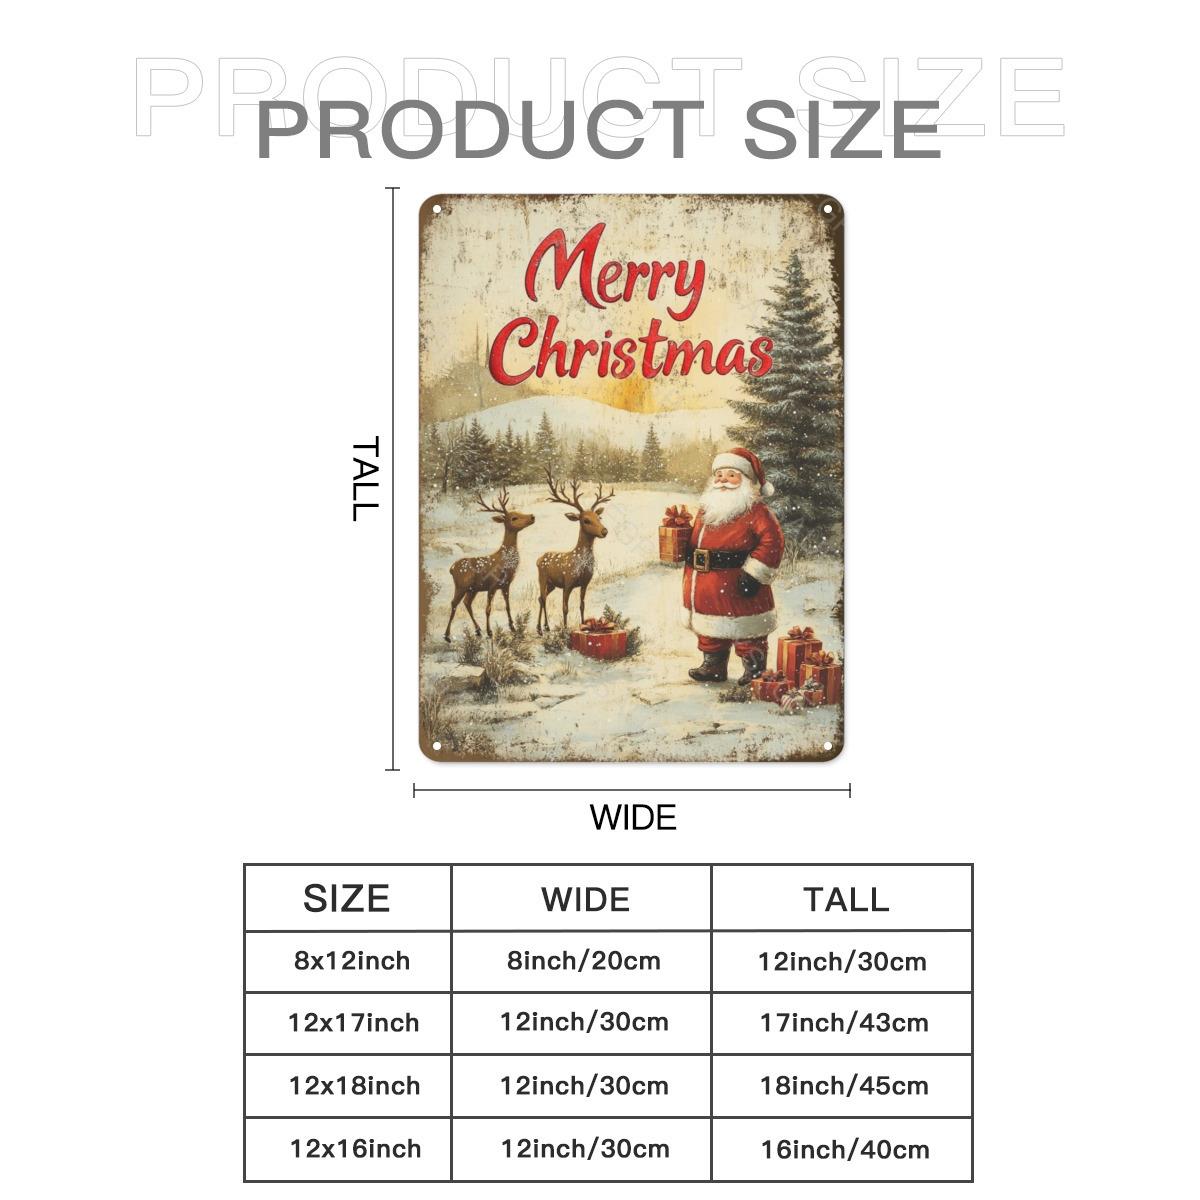 PRODUCT SIZE
PRODUCT SIZE
Merry
Christmas
TALL
WIDE
SIZE WIDE TALL
8x12inch 8inch/20cm 12inch/30cm
12x17inch 12inch/30cm 17inch/43cm
12x18inch 12inch/30cm 18inch/45cm
12x16inch 12inch/30cm 16inch/40cm